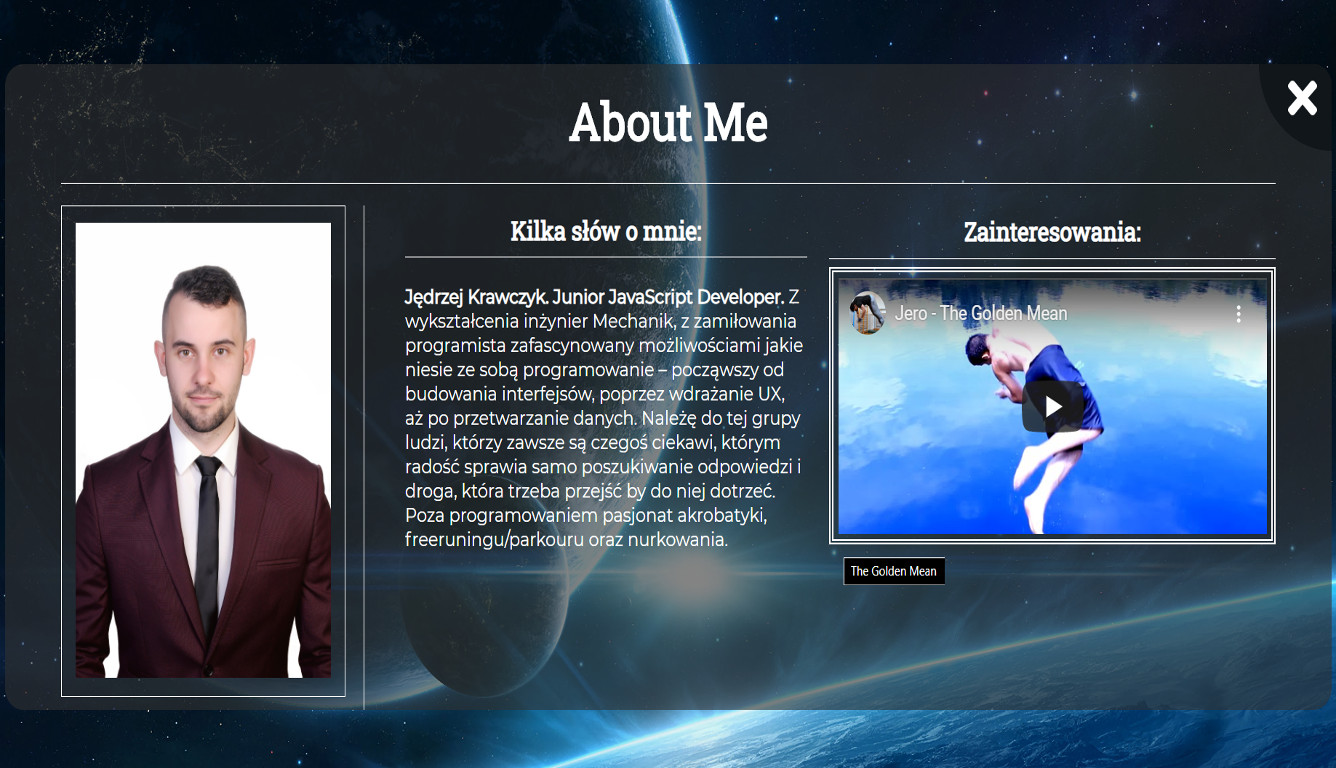 About Me
Kilka słów o mnie:
Jędrzej Krawczyk. Junior JavaScript Developer. Z
wykształcenia inżynier Mechanik, z zamiłowania
programista zafascynowany możliwościami jakie
niesie ze sobą programowanie – począwszy od
budowania interfejsów, poprzez wdrażanie UX,
aż po przetwarzanie danych. Należę do tej grupy
ludzi, którzy zawsze są czegoś ciekawi, którym
radość sprawia samo poszukiwanie odpowiedzi i
droga, która trzeba przejść by do niej dotrzeć.
Poza programowaniem pasjonat akrobatyki,
freeruningu/parkouru oraz nurkowania.
Zainteresowania:
Jero - The Golden Mean
The Golden Mean